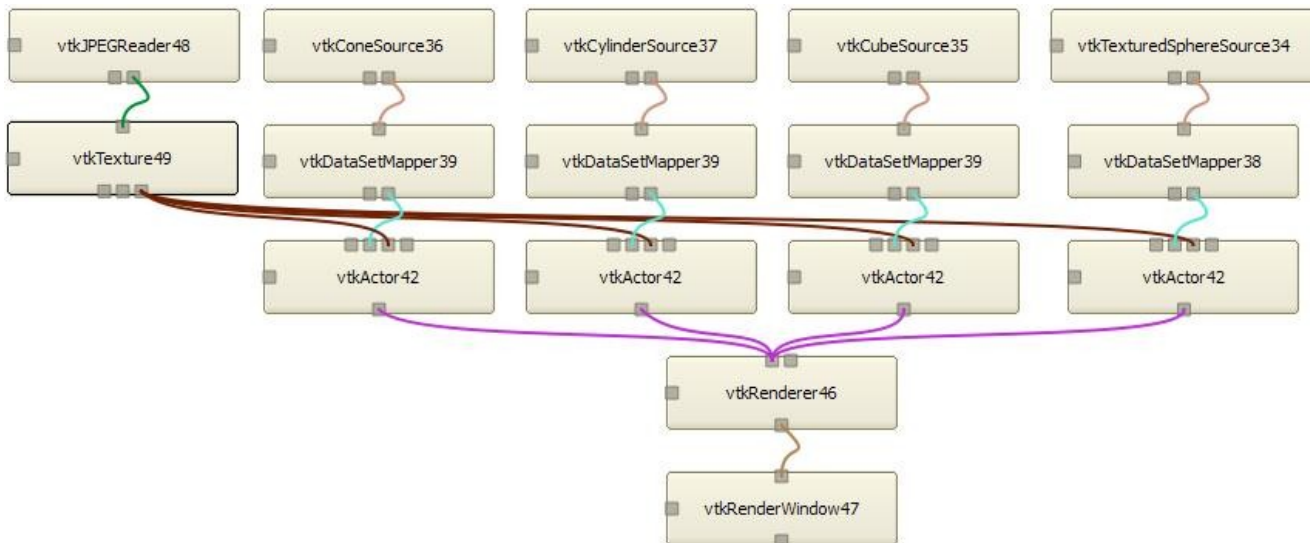 vtkJPEGReader48
vtkConeSource36
vtkCylinderSource37
vtkCubeSource35
vtkTexturedSphereSource34
vtkTexture49
vtkDataSetMapper39
vtkDataSetMapper39
vtkDataSetMapper39
vtkDataSetMapper38
vtkActor42
vtkActor42
vtkActor42
vtkActor42
vtkRenderer46
vtkRenderWindow47